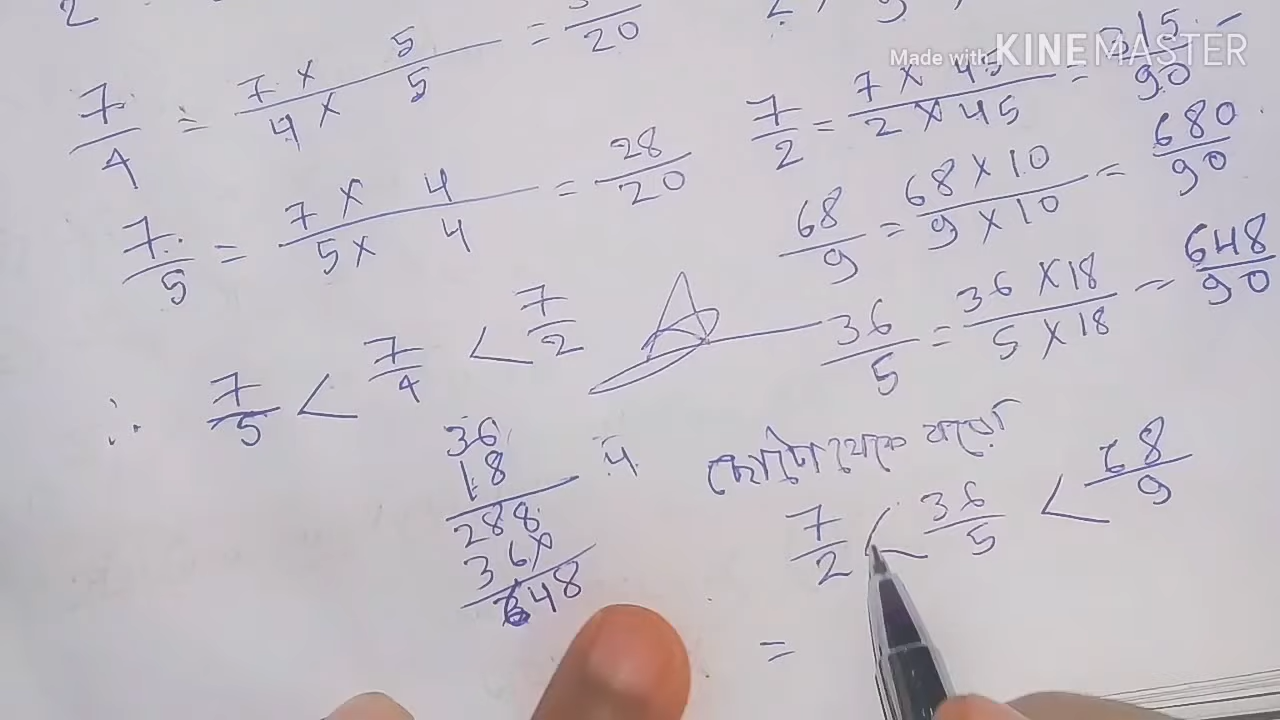 Made with KINEMASTER
7/4 = 7 × 5 / 4 × 5 = /20
7/5 = 7 × 4 / 5 × 4 = 28/20
∴ 7/5 < 7/4 < 7/2
36
18
288
36×
648
7/2 = 7 × 45 / 2 × 45 = 315/90
68/9 = 68 × 10 / 9 × 10 = 680/90
36/5 = 36 × 18 / 5 × 18 = 648/90
ছোটো থেকে বড়ো
7/2 < 36/5 < 68/9
=